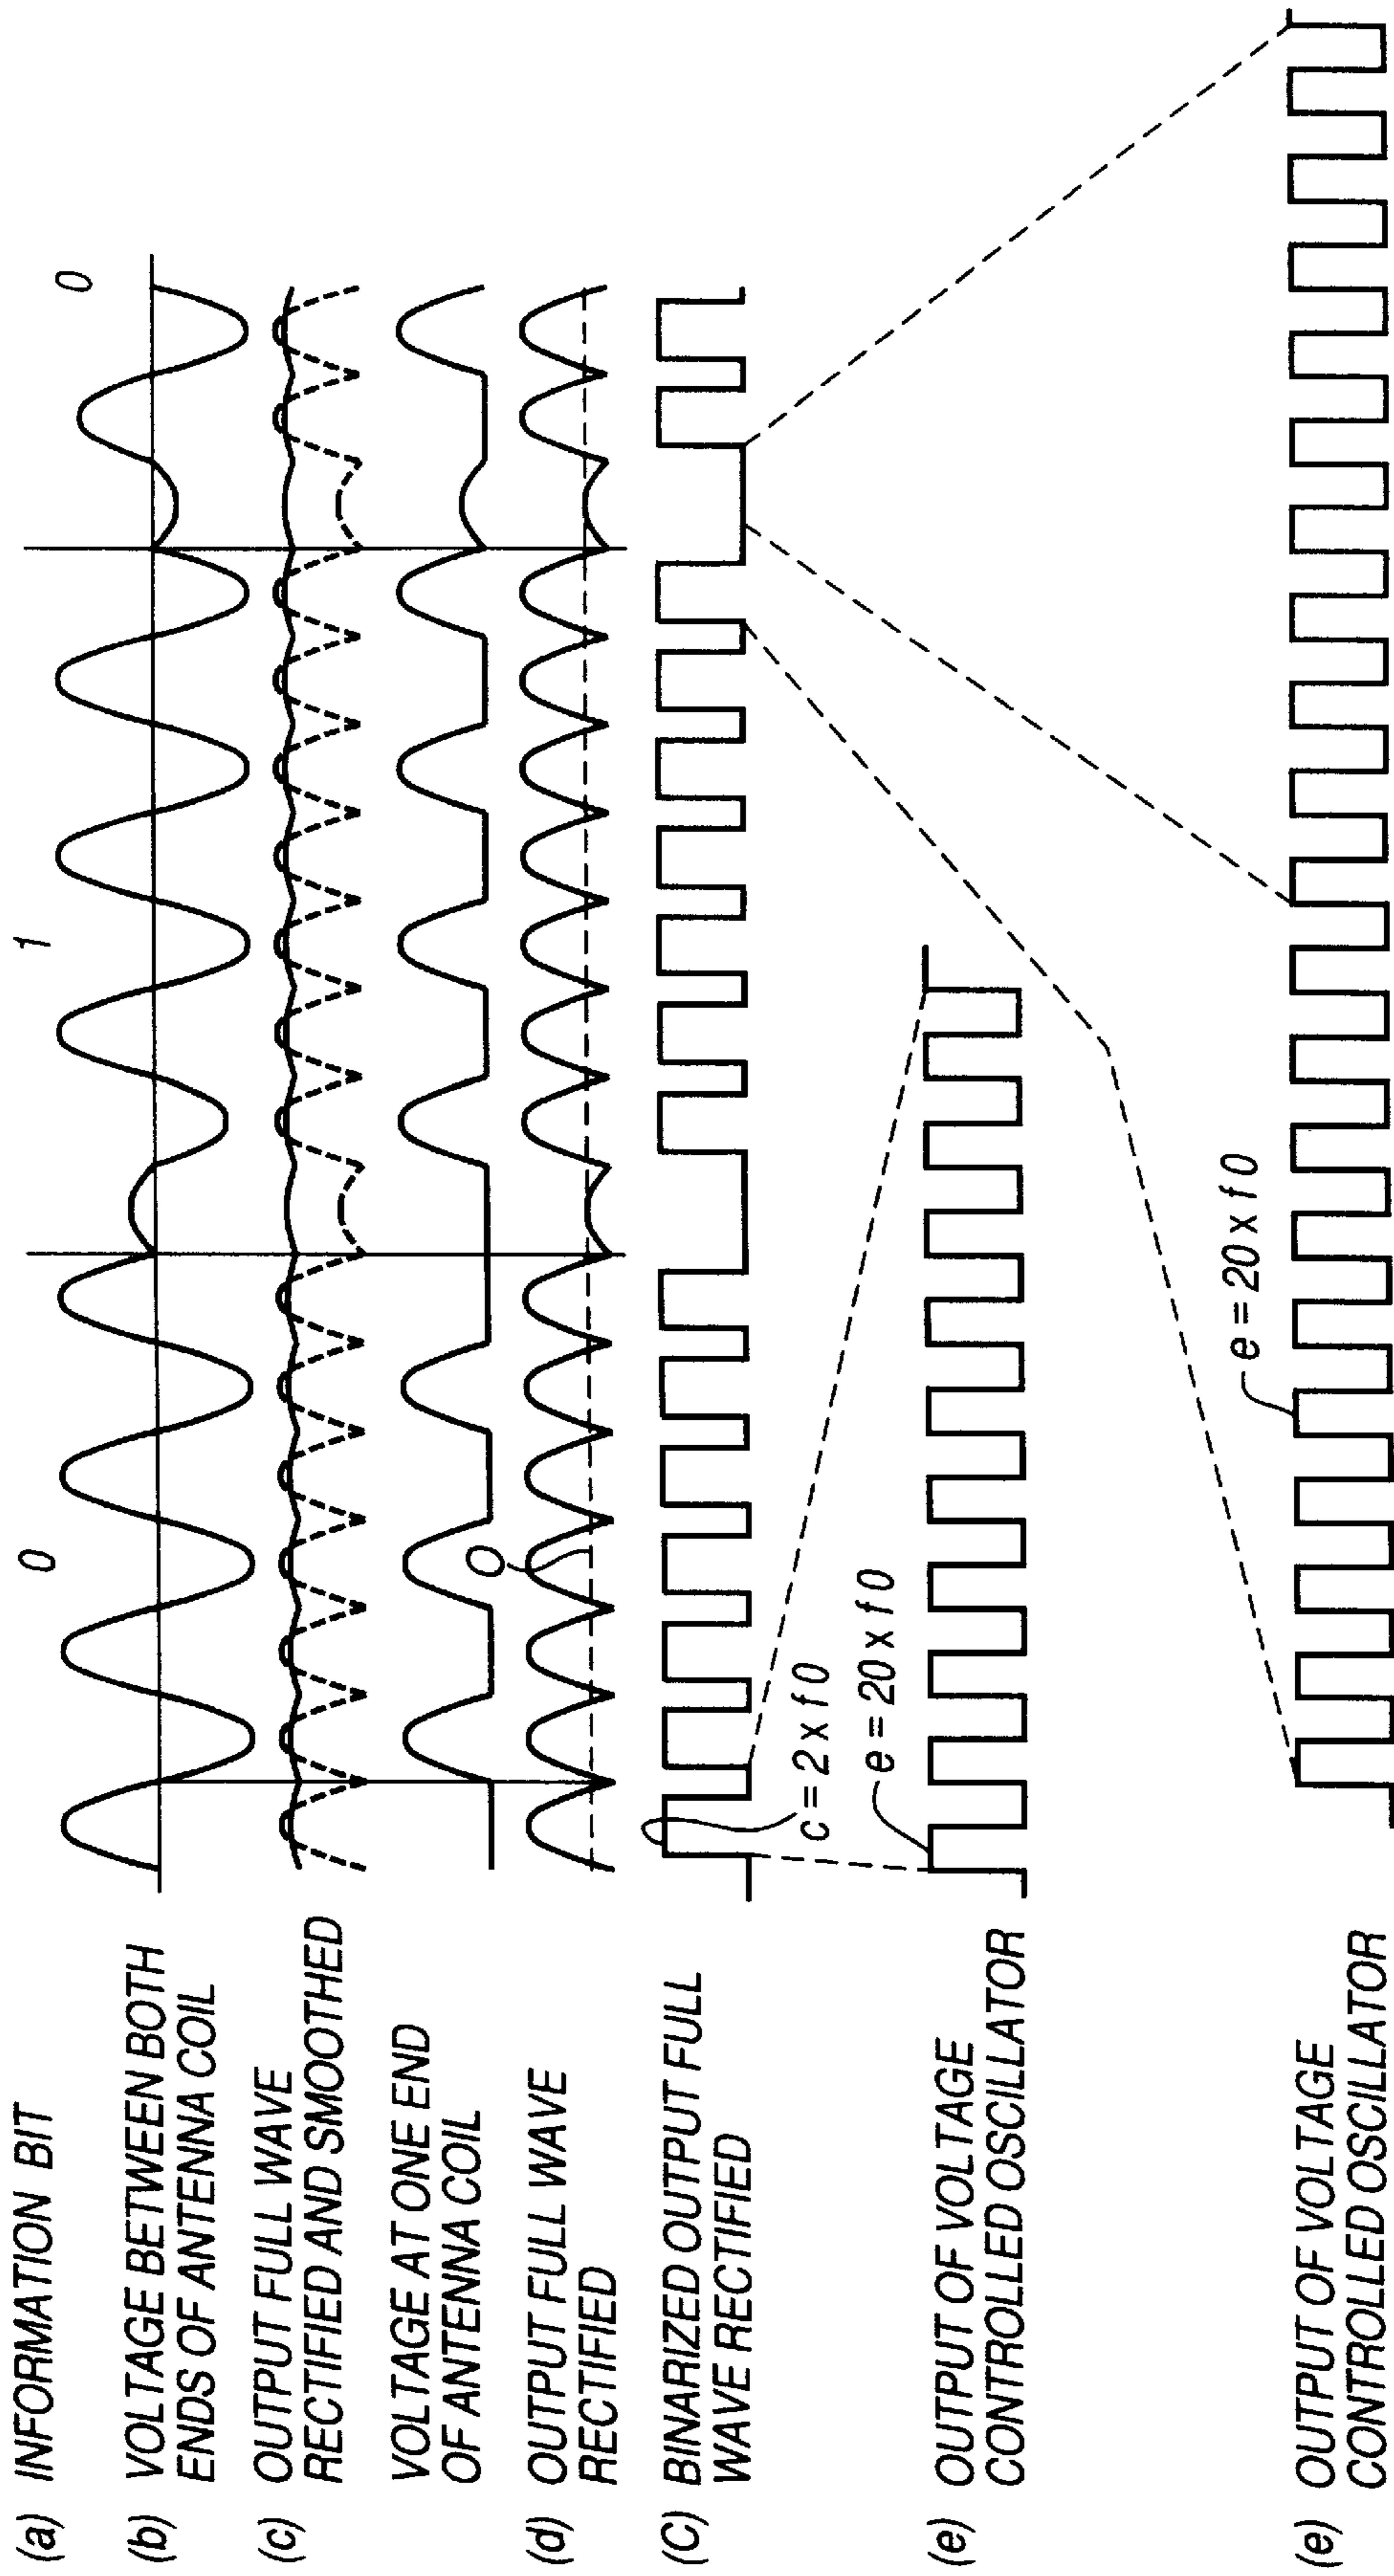 (a) INFORMATION BIT
0
1
0
(b) VOLTAGE BETWEEN BOTH
ENDS OF ANTENNA COIL
(c) OUTPUT FULL WAVE
RECTIFIED AND SMOOTHED
VOLTAGE AT ONE END
OF ANTENNA COIL
(d) OUTPUT FULL WAVE
RECTIFIED
0
(C) BINARIZED OUTPUT FULL
WAVE RECTIFIED
c = 2 x f 0
e = 20 x f 0
(e) OUTPUT OF VOLTAGE
CONTROLLED OSCILLATOR
e = 20 x f 0
(e) OUTPUT OF VOLTAGE
CONTROLLED OSCILLATOR